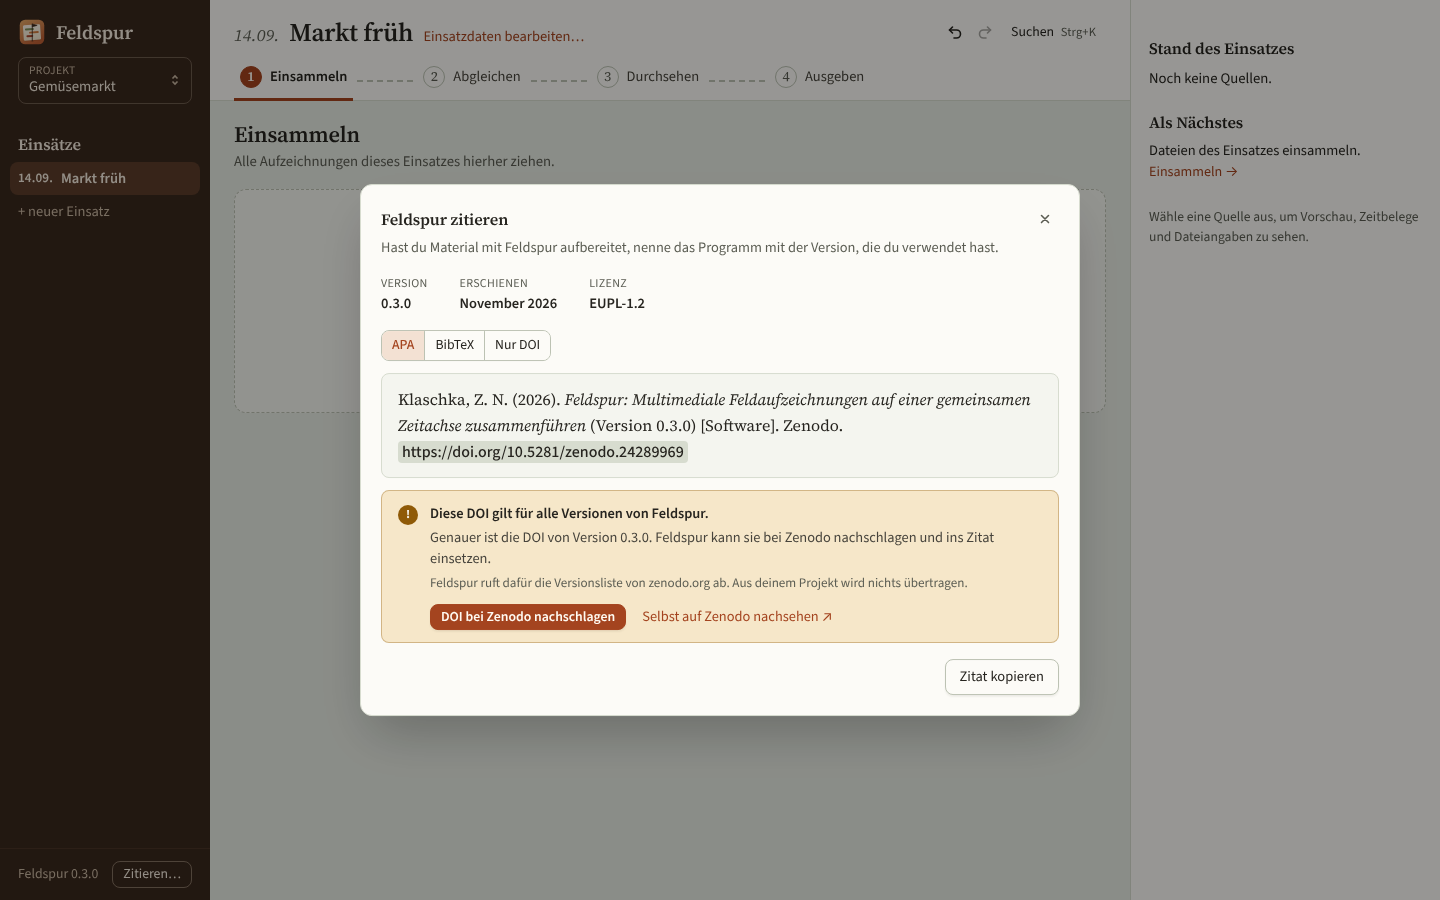 Feldspur
PROJEKT
Gemüsemarkt
Einsätze
14.09. Markt früh
+ neuer Einsatz
Feldspur 0.3.0
Zitieren…
14.09. Markt früh Einsatzdaten bearbeiten…
Suchen Strg+K
1 Einsammeln
2 Abgleichen
3 Durchsehen
4 Ausgeben
Einsammeln
Alle Aufzeichnungen dieses Einsatzes hierher ziehen.
Feldspur zitieren
Hast du Material mit Feldspur aufbereitet, nenne das Programm mit der Version, die du verwendet hast.
VERSION
0.3.0
ERSCHIENEN
November 2026
LIZENZ
EUPL-1.2
APA
BibTeX
Nur DOI
Klaschka, Z. N. (2026). Feldspur: Multimediale Feldaufzeichnungen auf einer gemeinsamen
Zeitachse zusammenführen (Version 0.3.0) [Software]. Zenodo.
https://doi.org/10.5281/zenodo.24289969
!
Diese DOI gilt für alle Versionen von Feldspur.
Genauer ist die DOI von Version 0.3.0. Feldspur kann sie bei Zenodo nachschlagen und ins Zitat
einsetzen.
Feldspur ruft dafür die Versionsliste von zenodo.org ab. Aus deinem Projekt wird nichts übertragen.
DOI bei Zenodo nachschlagen
Selbst auf Zenodo nachsehen ↗
Zitat kopieren
Stand des Einsatzes
Noch keine Quellen.
Als Nächstes
Dateien des Einsatzes einsammeln.
Einsammeln →
Wähle eine Quelle aus, um Vorschau, Zeitbelege
und Dateiangaben zu sehen.